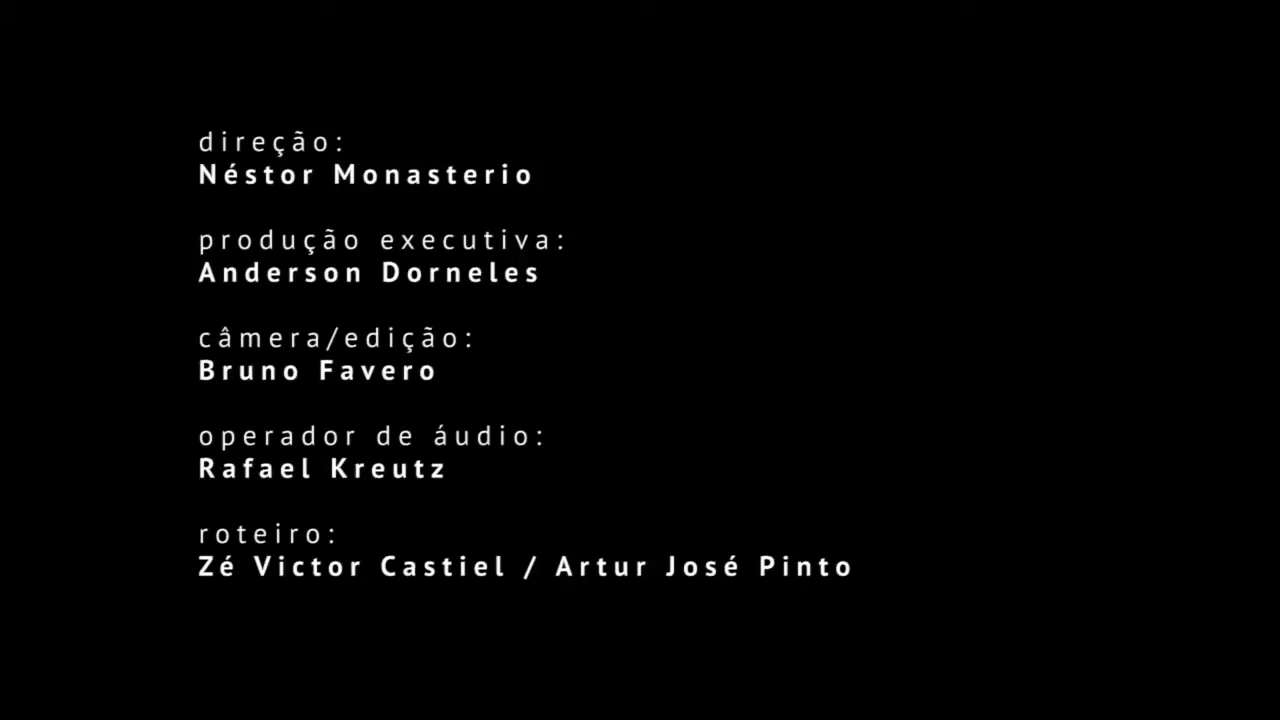 direção:
Néstor Monasterio
produção executiva:
Anderson Dorneles
câmera/edição:
Bruno Favero
operador de áudio:
Rafael Kreutz
roteiro:
Zé Victor Castiel / Artur José Pinto